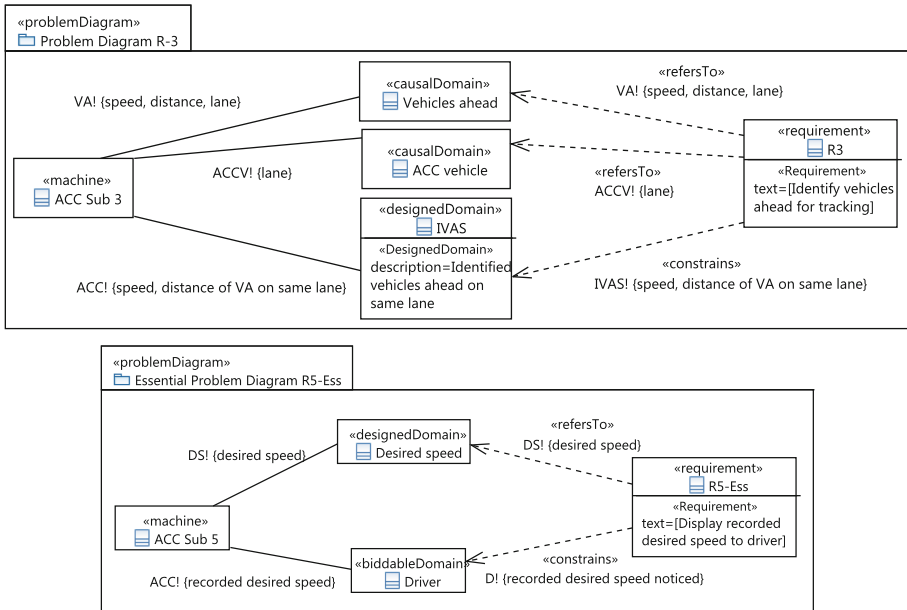 «problemDiagram»
Problem Diagram R-3
«causalDomain»
Vehicles ahead
«refersTo»
VA! {speed, distance, lane}
VA! {speed, distance, lane}
«requirement»
R3
«Requirement»
text=[Identify vehicles
ahead for tracking]
«causalDomain»
ACC vehicle
ACCV! {lane}
«refersTo»
ACCV! {lane}
«machine»
ACC Sub 3
«designedDomain»
IVAS
«DesignedDomain»
description=Identified
vehicles ahead on
same lane
«constrains»
IVAS! {speed, distance of VA on same lane}
ACC! {speed, distance of VA on same lane}
«problemDiagram»
Essential Problem Diagram R5-Ess
«designedDomain»
Desired speed
«refersTo»
DS! {desired speed}
DS! {desired speed}
«requirement»
R5-Ess
«Requirement»
text=[Display recorded
desired speed to driver]
«machine»
ACC Sub 5
«biddableDomain»
Driver
«constrains»
D! {recorded desired speed noticed}
ACC! {recorded desired speed}